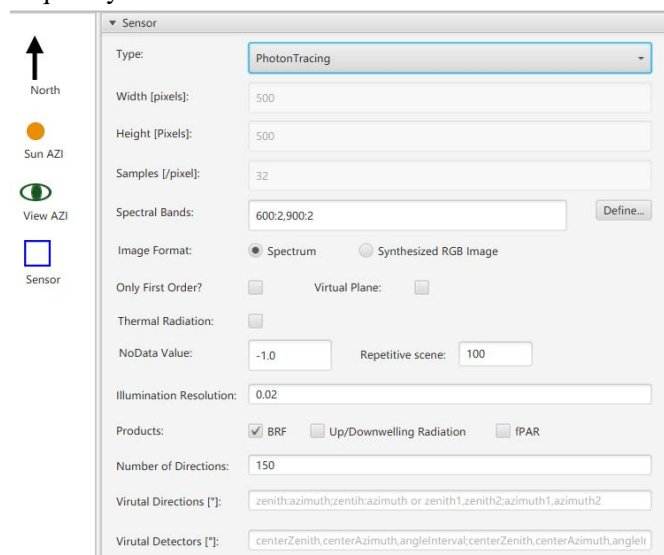 Sensor
Type: PhotonTracing
North
Width [pixels]: 500
Height [Pixels]: 500
Sun AZI
Samples [/pixel]: 32
View AZI
Spectral Bands: 600:2,900:2 Define...
Image Format: Spectrum Synthesized RGB Image
Sensor
Only First Order? Virtual Plane:
Thermal Radiation:
NoData Value: -1.0 Repetitive scene: 100
Illumination Resolution: 0.02
Products: BRF Up/Downwelling Radiation fPAR
Number of Directions: 150
Virutal Directions [°]: zenith:azimuth;zentih:azimuth or zenith1,zenith2;azimuth1,azimuth2
Virutal Detectors [°]: centerZenith,centerAzimuth,angleInterval;centerZenith,centerAzimuth,angleI